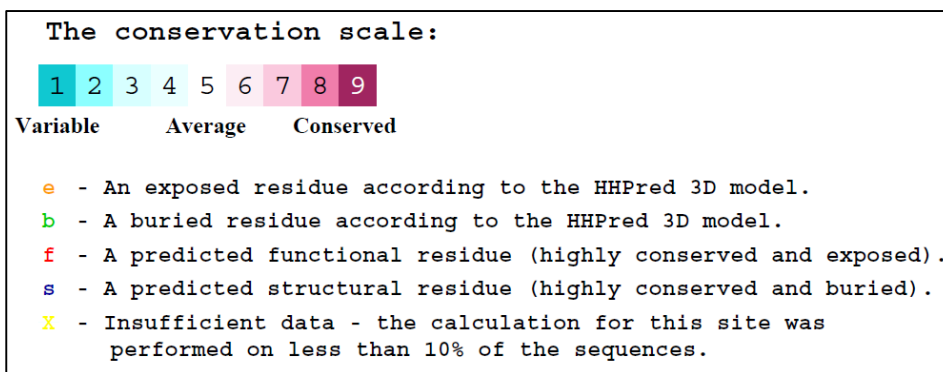 The conservation scale:
1 2 3 4 5 6 7 8 9
Variable Average Conserved
e - An exposed residue according to the HHPred 3D model.
b - A buried residue according to the HHPred 3D model.
f - A predicted functional residue (highly conserved and exposed).
s - A predicted structural residue (highly conserved and buried).
X - Insufficient data - the calculation for this site was
performed on less than 10% of the sequences.